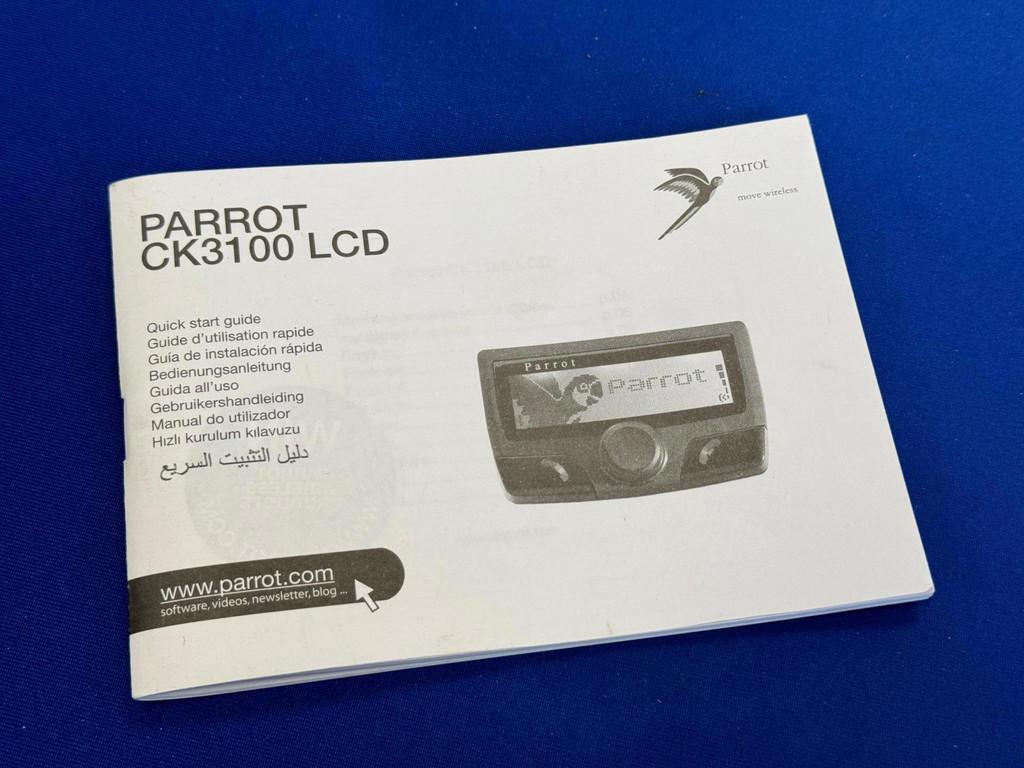 PARROT
CK3100 LCD
Parrot
move wireless
Quick start guide
Guide d'utilisation rapide
Guía de instalación rápida
Bedienungsanleitung
Guida all'uso
Gebruikershandleiding
Manual do utilizador
Hızlı kurulum kılavuzu
دليل التثبيت السريع
Parrot
Parrot
www.parrot.com
software, videos, newsletter, blog ...